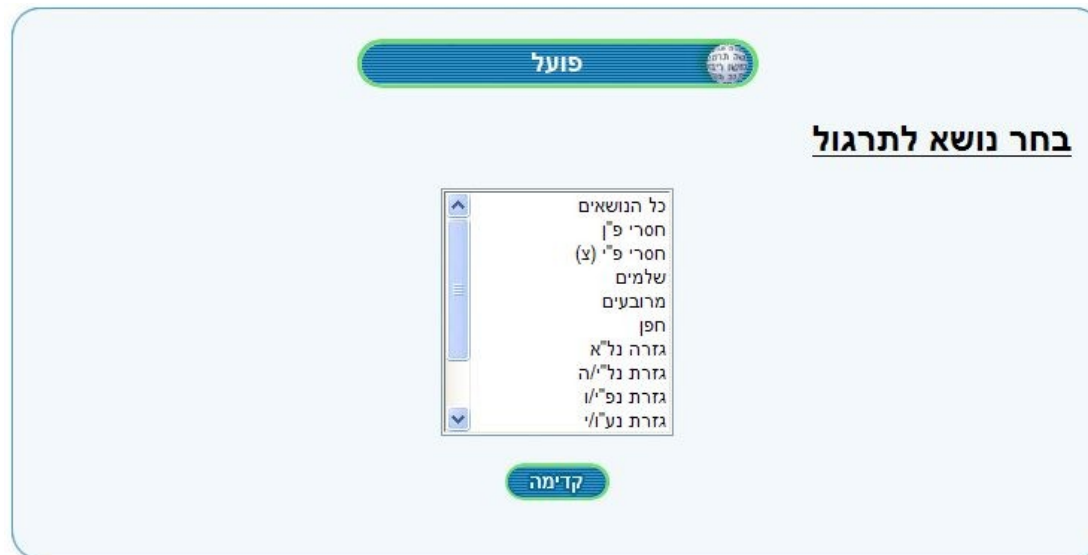 פועל
בחר נושא לתרגול
כל הנושאים
חסרי פ"ן
חסרי פ"י (צ)
שלמים
מרובעים
חפן
גזרה נל"א
גזרת נל"י/ה
גזרת נפ"י/ו
גזרת נע"ו/י
קדימה